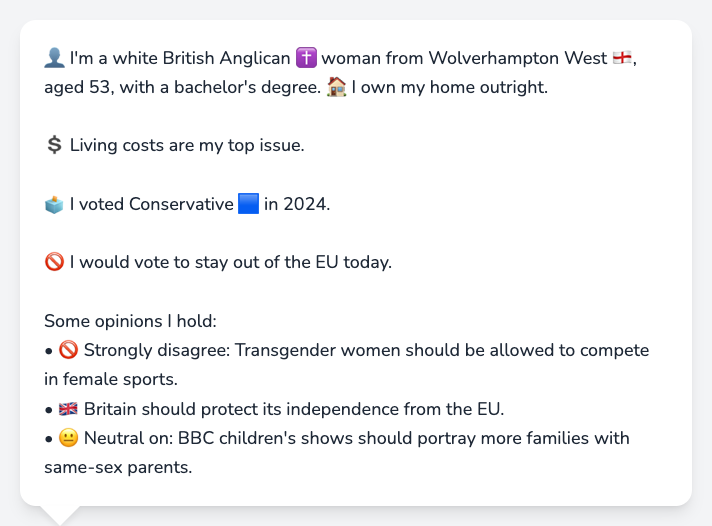 👤 I'm a white British Anglican ✝️ woman from Wolverhampton West 🏴󠁧󠁢󠁥󠁮󠁧󠁿,
aged 53, with a bachelor's degree. 🏠 I own my home outright.
💲 Living costs are my top issue.
🗳️ I voted Conservative 🟦 in 2024.
🚫 I would vote to stay out of the EU today.
Some opinions I hold:
• 🚫 Strongly disagree: Transgender women should be allowed to compete
in female sports.
• 🇬🇧 Britain should protect its independence from the EU.
• 😐 Neutral on: BBC children's shows should portray more families with
same-sex parents.